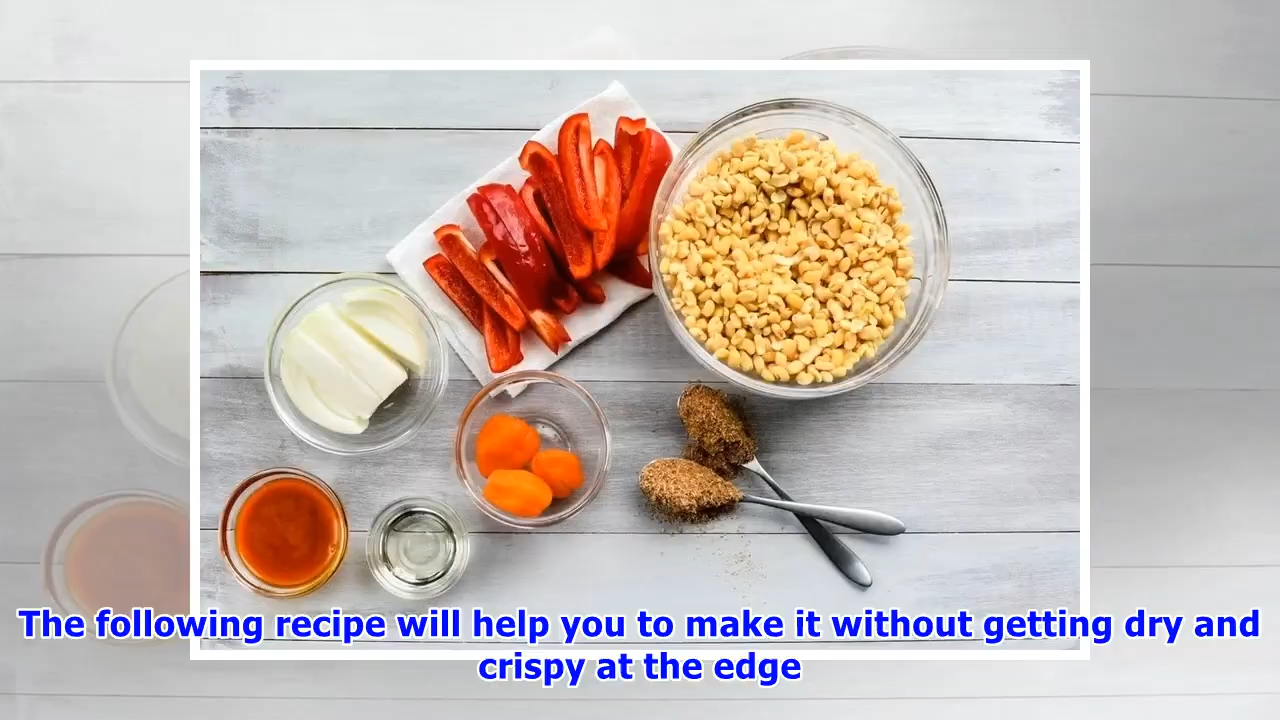 The following recipe will help you to make it without getting dry and
crispy at the edge